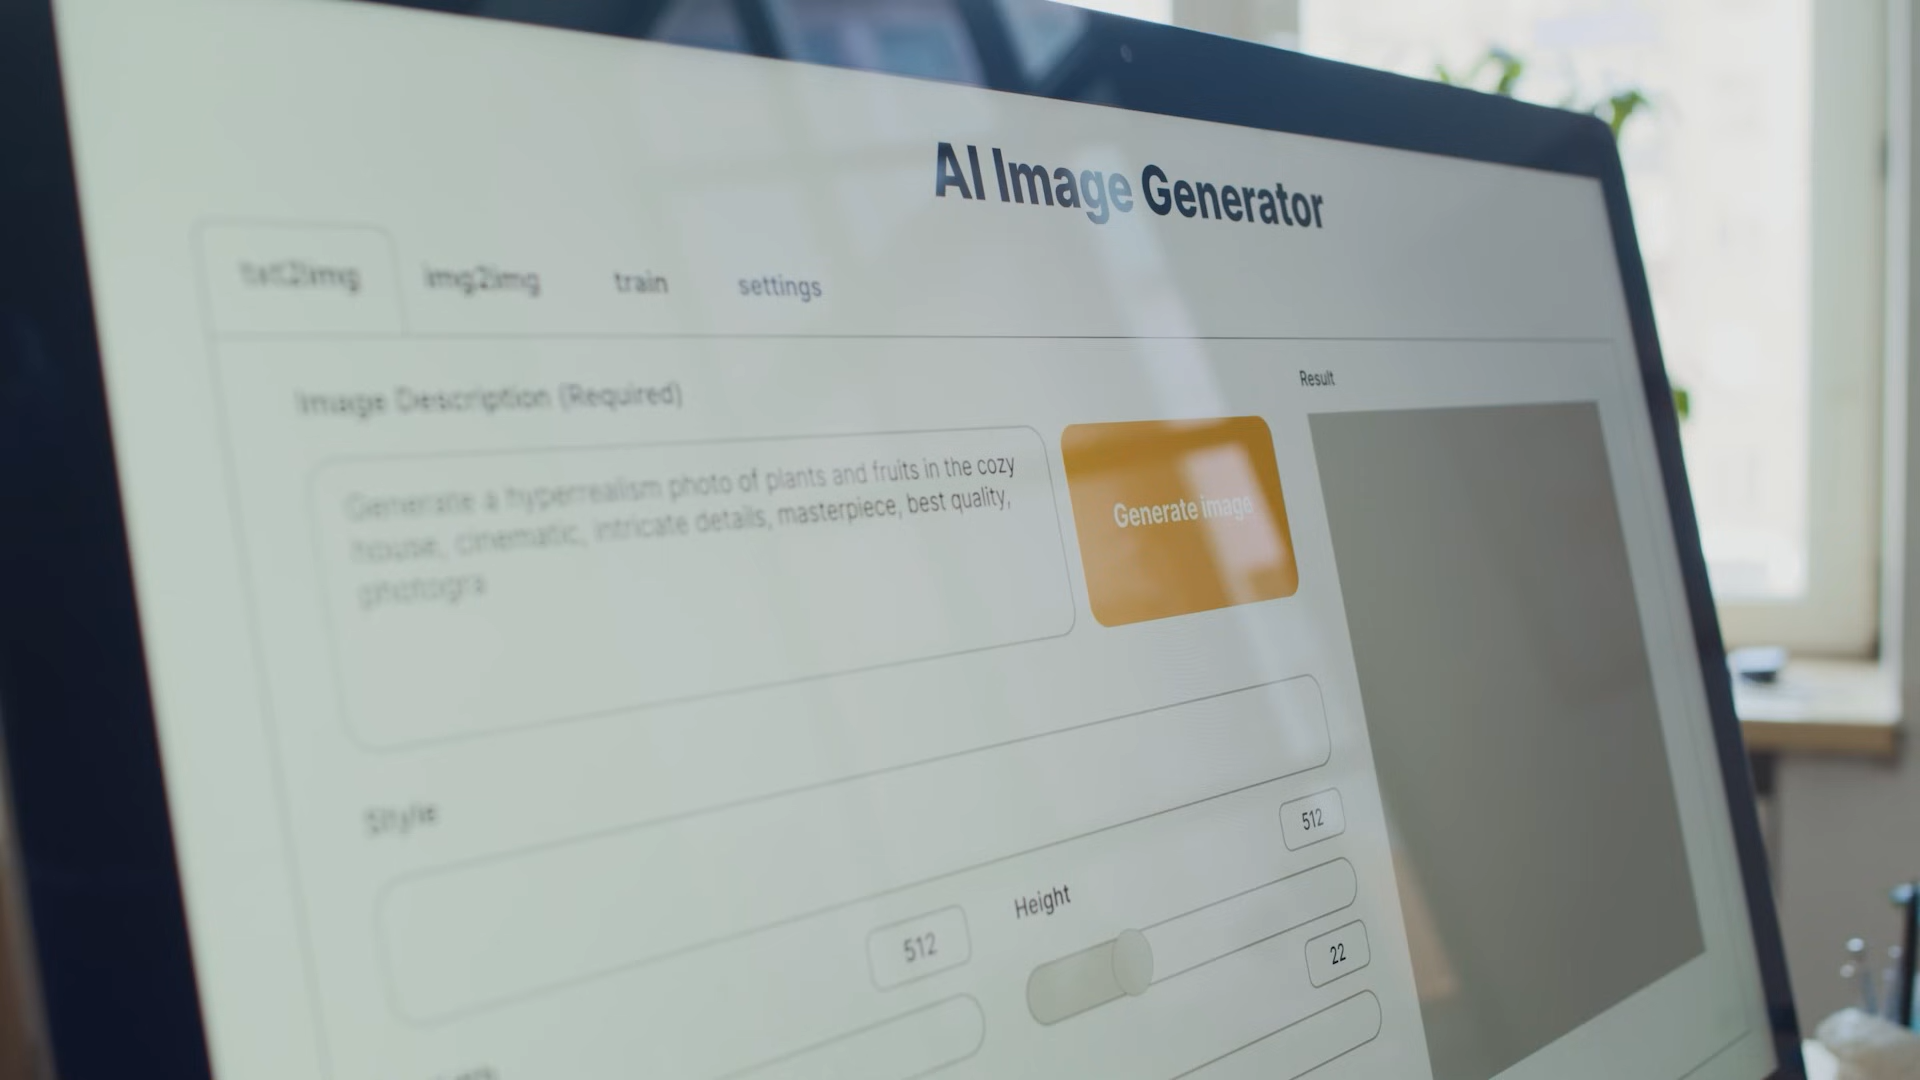 AI Image Generator
txt2img img2img train settings
Image Description (Required)
Result
Generate a hyperrealism photo of plants and fruits in the cozy
house, cinematic, intricate details, masterpiece, best quality,
photogra
Generate image
Style
512
Height
512
22